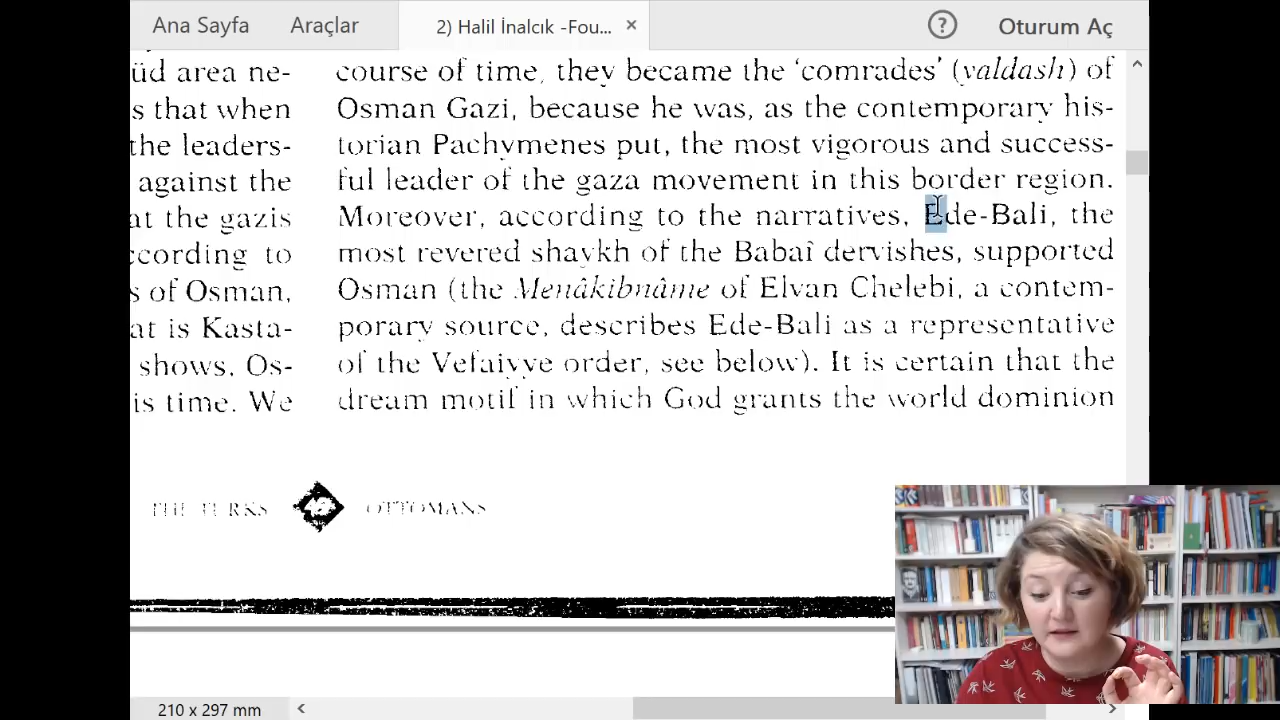 Ana Sayfa
Araçlar
2) Halil İnalcık -Fou...
×
?
Oturum Aç
üd area ne-
s that when
the leaders-
against the
at the gazis
ccording to
s of Osman,
at is Kasta-
shows, Os-
is time. We
course of time, they became the ‘comrades’ (yaldash) of
Osman Gazi, because he was, as the contemporary his-
torian Pachymenes put, the most vigorous and success-
ful leader of the gaza movement in this border region.
Moreover, according to the narratives, Ede-Bali, the
most revered shaykh of the Babaî dervishes, supported
Osman (the Menâkibnâme of Elvan Chelebi, a contem-
porary source, describes Ede-Bali as a representative
of the Vefaiyye order, see below). It is certain that the
dream motif in which God grants the world dominion
THE TURKS
OTTOMANS
210 x 297 mm